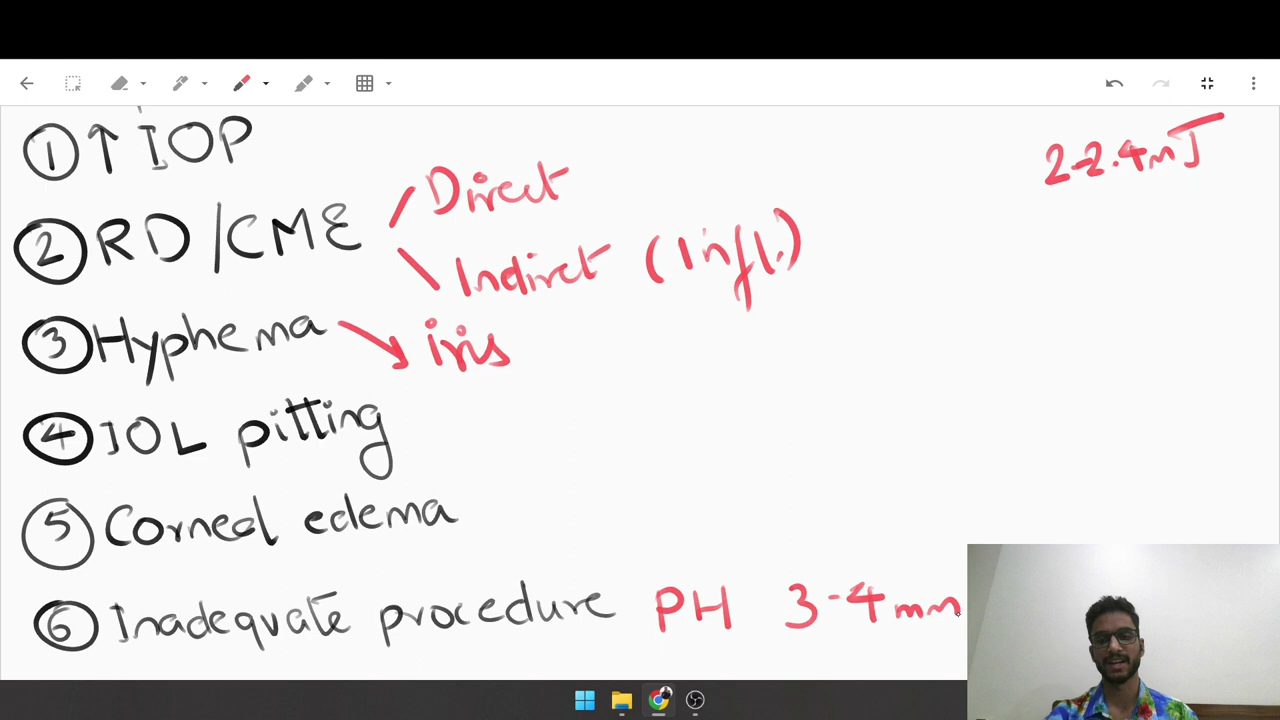 ① ↑ IOP
2-2.4mJ
② RD/CME
Direct
Indirect (Infl.)
③ Hyphema → iris
④ IOL pitting
⑤ Corneal edema
⑥ Inadequate procedure PH 3-4mm